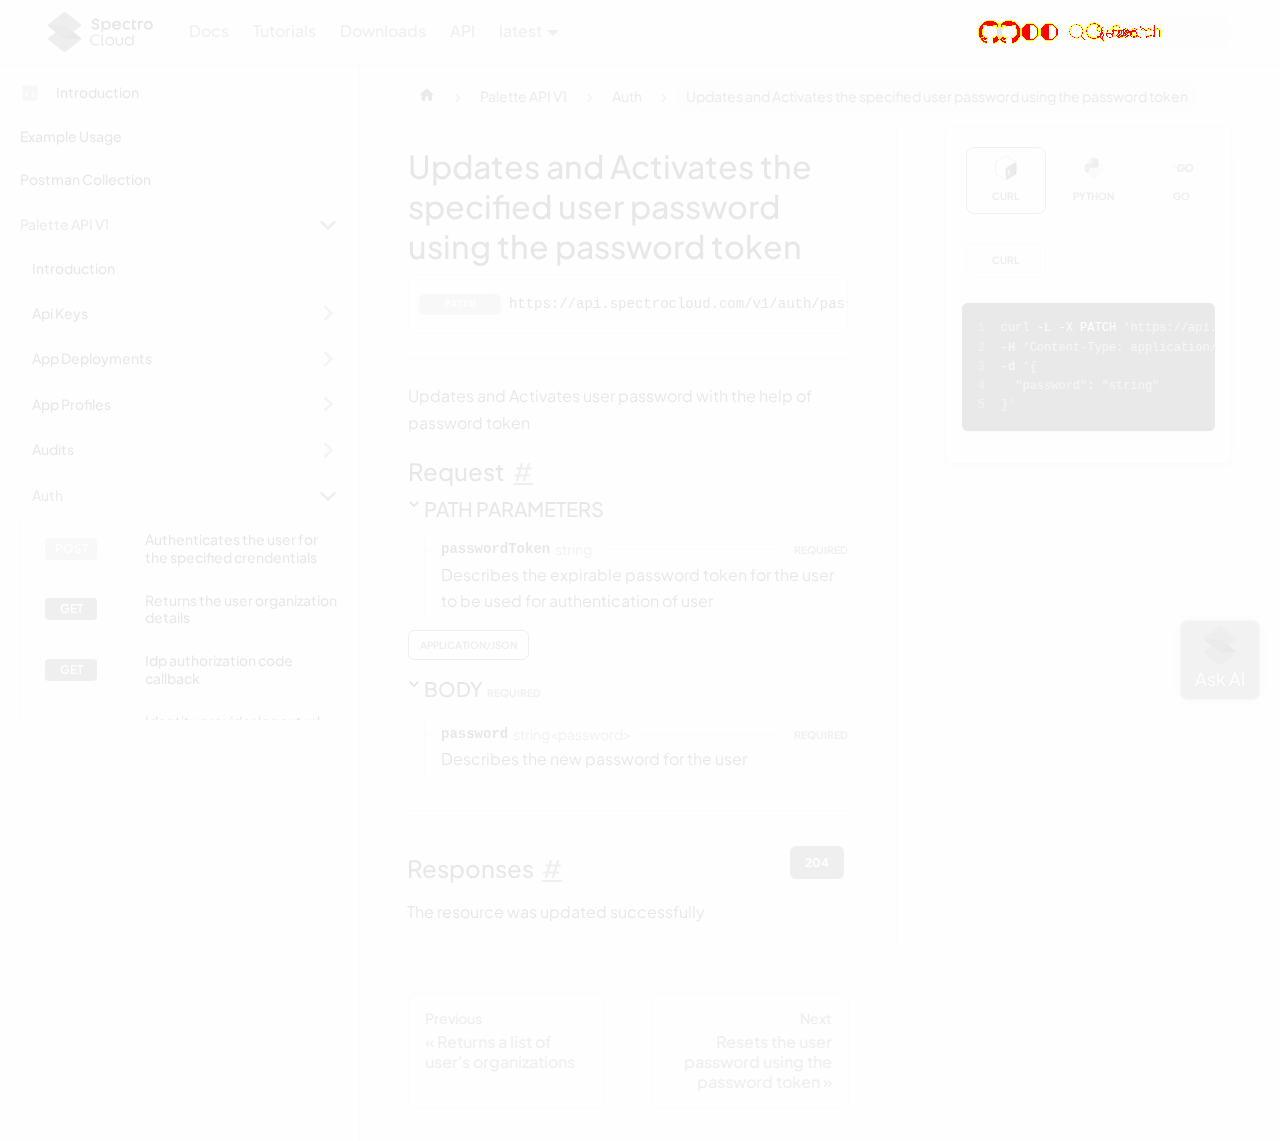 Spectro
Cloud
Docs
Tutorials
Downloads
API
latest
Introduction
Example Usage
Postman Collection
Palette API V1
Introduction
Api Keys
App Deployments
App Profiles
Audits
Auth
POST
Authenticates the user for
the specified crendentials
GET
Returns the user organization
details
GET
Idp authorization code
callback
Palette API V1
Auth
Updates and Activates the specified user password using the password token
Updates and Activates the
specified user password
using the password token
PATCH
https://api.spectrocloud.com/v1/auth/pass
Updates and Activates user password with the help of
password token
Request #
PATH PARAMETERS
passwordToken string REQUIRED
Describes the expirable password token for the user
to be used for authentication of user
APPLICATION/JSON
BODY REQUIRED
password string<password> REQUIRED
Describes the new password for the user
Responses #
204
The resource was updated successfully
Previous
« Returns a list of
user's organizations
Next
Resets the user
password using the
password token »
CURL
PYTHON
GO
CURL
1 curl -L -X PATCH 'https://api.
2 -H 'Content-Type: application/
3 -d '{
4 "password": "string"
5 }'
Ask AI